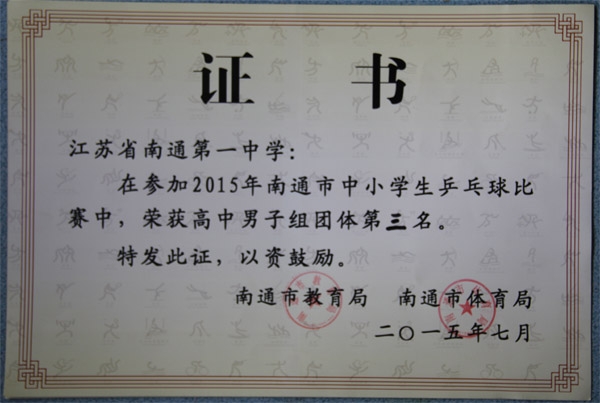 证 书
江苏省南通第一中学：
在参加2015年南通市中小学生乒乓球比
赛中，荣获高中男子组团体第三名。
特发此证，以资鼓励。
南通市教育局 南通市体育局
二〇一五年七月